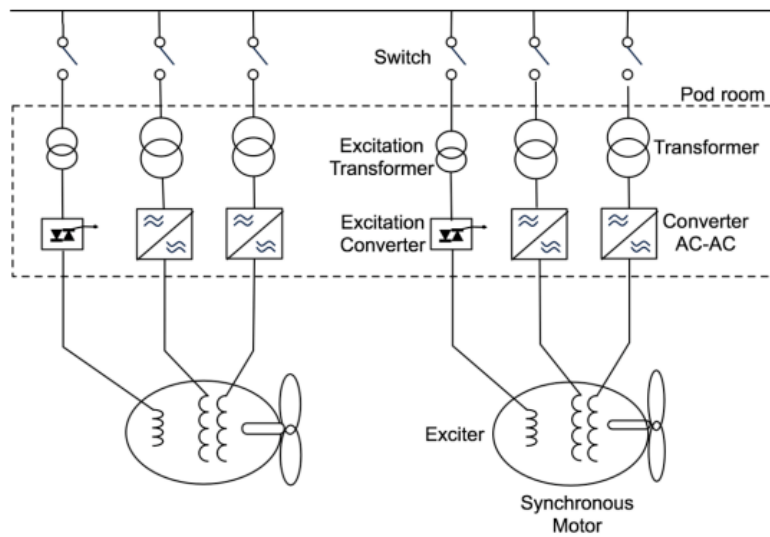 Switch
Pod room
Excitation
Transformer
Transformer
Excitation
Converter
Converter
AC-AC
Exciter
Synchronous
Motor